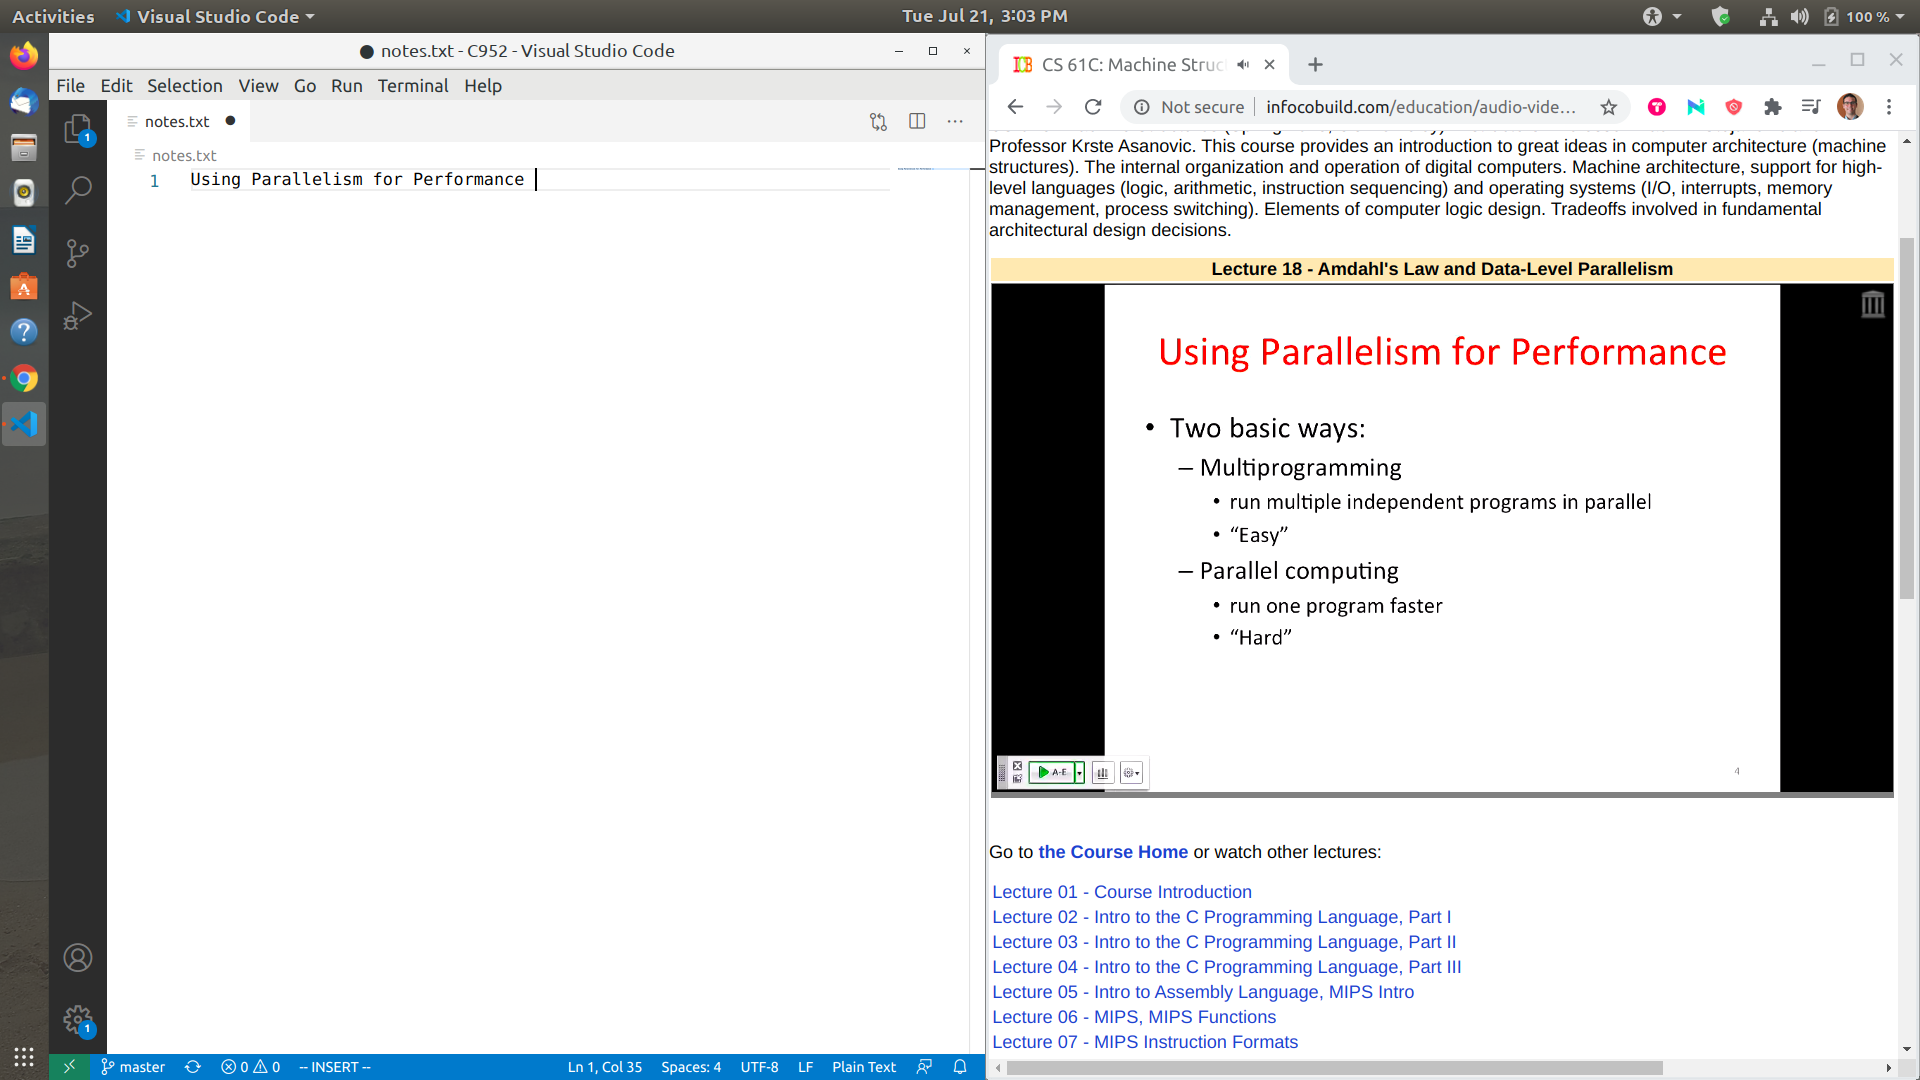 Activities
Visual Studio Code
Tue Jul 21, 3:03 PM
100 %
● notes.txt - C952 - Visual Studio Code
File Edit Selection View Go Run Terminal Help
notes.txt
notes.txt
1 Using Parallelism for Performance
1
1
master
0 0
-- INSERT --
Ln 1, Col 35
Spaces: 4
UTF-8
LF
Plain Text
CS 61C: Machine Struc
Not secure
infocobuild.com/education/audio-vide…
Professor Krste Asanovic. This course provides an introduction to great ideas in computer architecture (machine
structures). The internal organization and operation of digital computers. Machine architecture, support for high-
level languages (logic, arithmetic, instruction sequencing) and operating systems (I/O, interrupts, memory
management, process switching). Elements of computer logic design. Tradeoffs involved in fundamental
architectural design decisions.
Lecture 18 - Amdahl's Law and Data-Level Parallelism
Using Parallelism for Performance
• Two basic ways:
– Multiprogramming
• run multiple independent programs in parallel
• “Easy”
– Parallel computing
• run one program faster
• “Hard”
A-E
4
Go to the Course Home or watch other lectures:
Lecture 01 - Course Introduction
Lecture 02 - Intro to the C Programming Language, Part I
Lecture 03 - Intro to the C Programming Language, Part II
Lecture 04 - Intro to the C Programming Language, Part III
Lecture 05 - Intro to Assembly Language, MIPS Intro
Lecture 06 - MIPS, MIPS Functions
Lecture 07 - MIPS Instruction Formats